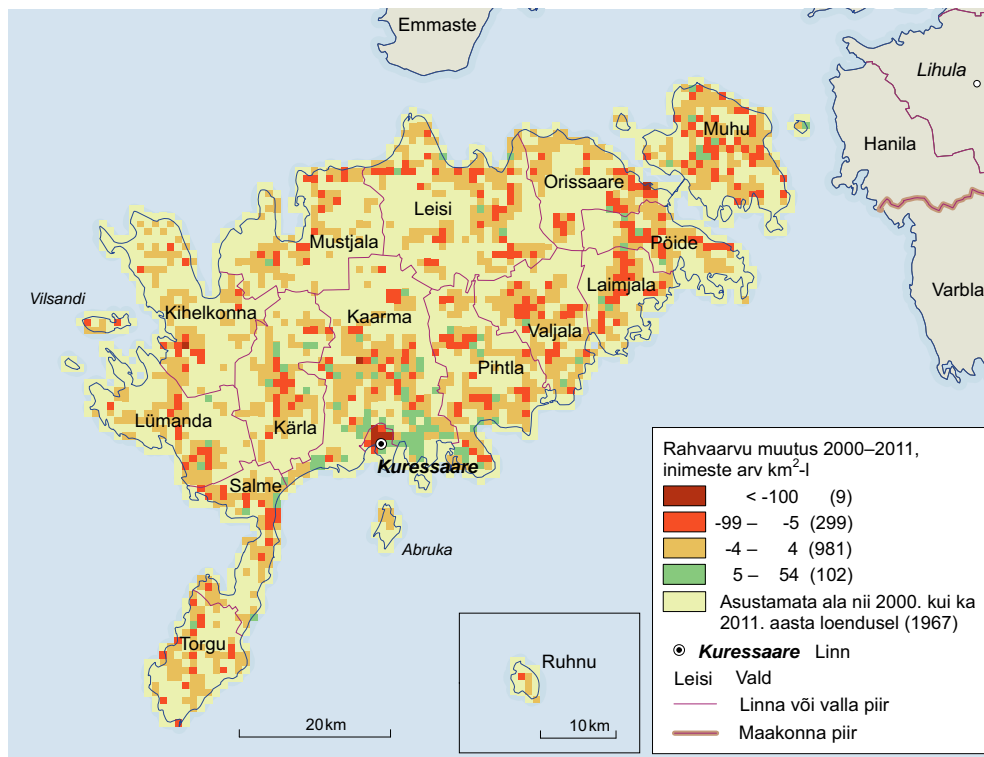 Emmaste
Lihula
Muhu
Hanila
Orissaare
Leisi
Mustjala
Pöide
Laimjala
Varbla
Vilsandi
Kihelkonna
Kaarma
Valjala
Pihtla
Lümanda
Kärla
Kuressaare
Salme
Abruka
Torgu
Ruhnu
20 km
10 km
Rahvaarvu muutus 2000–2011,
inimeste arv km²-l
< -100 (9)
-99 – -5 (299)
-4 – 4 (981)
5 – 54 (102)
Asustamata ala nii 2000. kui ka
2011. aasta loendusel (1967)
Kuressaare Linn
Leisi Vald
Linna või valla piir
Maakonna piir